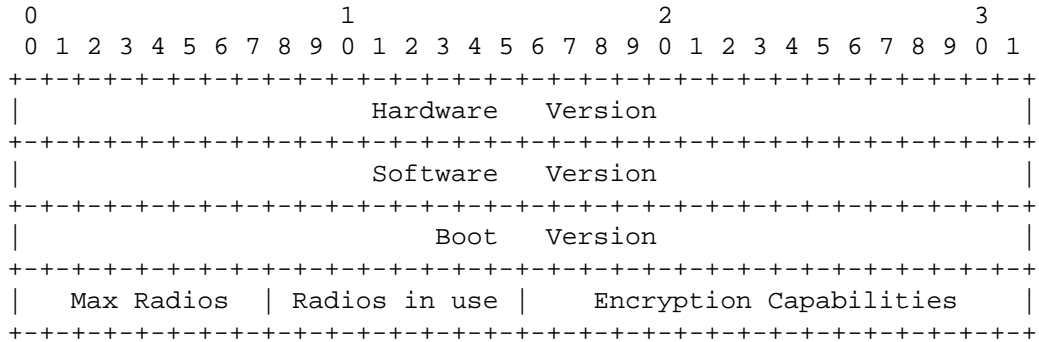 0                   1                   2                   3
 0 1 2 3 4 5 6 7 8 9 0 1 2 3 4 5 6 7 8 9 0 1 2 3 4 5 6 7 8 9 0 1
+-+-+-+-+-+-+-+-+-+-+-+-+-+-+-+-+-+-+-+-+-+-+-+-+-+-+-+-+-+-+-+-+
|                      Hardware   Version                       |
+-+-+-+-+-+-+-+-+-+-+-+-+-+-+-+-+-+-+-+-+-+-+-+-+-+-+-+-+-+-+-+-+
|                      Software   Version                       |
+-+-+-+-+-+-+-+-+-+-+-+-+-+-+-+-+-+-+-+-+-+-+-+-+-+-+-+-+-+-+-+-+
|                          Boot   Version                       |
+-+-+-+-+-+-+-+-+-+-+-+-+-+-+-+-+-+-+-+-+-+-+-+-+-+-+-+-+-+-+-+-+
|   Max Radios  | Radios in use |    Encryption Capabilities    |
+-+-+-+-+-+-+-+-+-+-+-+-+-+-+-+-+-+-+-+-+-+-+-+-+-+-+-+-+-+-+-+-+